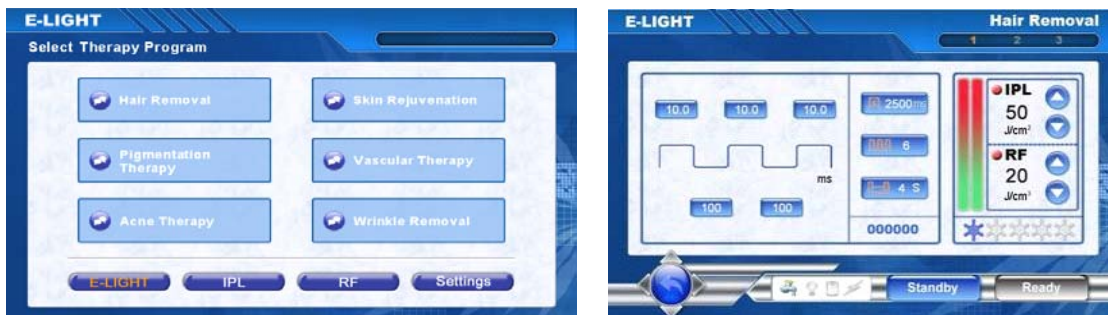 E-LIGHT
Select Therapy Program
Hair Removal
Skin Rejuvenation
Pigmentation
Therapy
Vascular Therapy
Acne Therapy
Wrinkle Removal
E-LIGHT IPL RF Settings
E-LIGHT
Hair Removal
1 2 3
10.0 10.0 10.0
ms
100 100
2500ms
6
4 S
000000
IPL
50
J/cm²
RF
20
J/cm³
Standby Ready